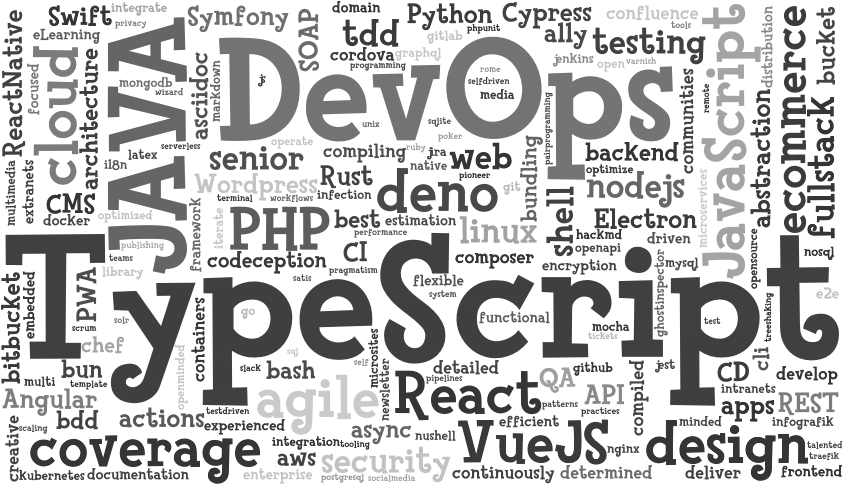 Swift
integrate
privacy
eLearning
Symfony
SOAP
domain
tdd
cordova
programming
Python
gitlab
phpunit
graphql
Cypress
ally
testing
jenkins
open
varnish
confluence
tools
JavaScript
distribution
ecommerce
bucket
fullstack
ReactNative
focused
cloud
architecture
JAVA
mongodb
wizard
asciidoc
markdown
DevOps
rome
selfdriven
media
jr
unix
sqlite
poker
operate
serverless
latex
i18n
senior
compiling
ruby
jra
native
web
pioneer
bundling
pairprogramming
backend
optimize
communities
remote
abstraction
multimedia
extranets
CMS
docker
optimized
Wordpress
terminal
workflows
Rust
infection
deno
git
nodejs
microservices
framework
iterate
PHP
best
estimation
performance
linux
shell
Electron
hackMd
openapi
driven
publishing
teams
library
codeception
satis
CI
pragmatism
flexible
system
composer
encryption
ghostinspector
mysql
opensource
nosql
TypeScript
bitbucket
embedded
PWA
scrum
solr
chef
containers
go
functional
mocha
tickets
test
treeshaking
e2e
bun
multi
template
openminded
slack
bash
sql
self
microsites
newsletter
detailed
pipelines
github
jest
compiled
CD
cli
intranets
develop
Angular
bdd
actions
testdriven
experienced
agile
React
QA
patterns
API
practices
efficient
apps
REST
minded
infografik
creative
scaling
coverage
integration
tooling
async
nushell
VueJS
nginx
design
talented
traefik
kubernetes
documentation
enterprise
aws
postgresql
security
socialmedia
continuously
determined
deliver
frontend